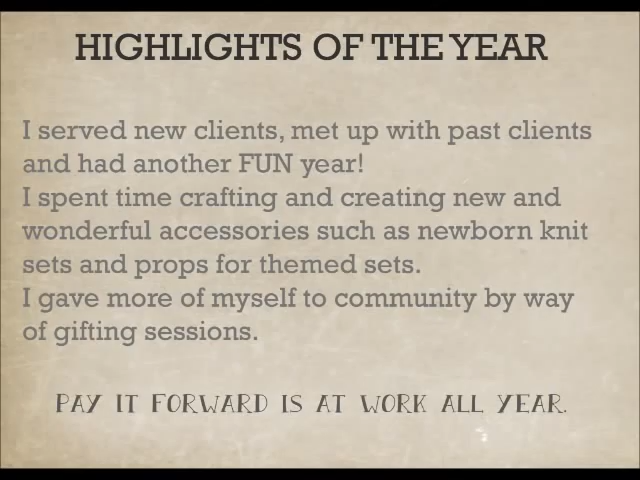 HIGHLIGHTS OF THE YEAR
I served new clients, met up with past clients
and had another FUN year!
I spent time crafting and creating new and
wonderful accessories such as newborn knit
sets and props for themed sets.
I gave more of myself to community by way
of gifting sessions.
PAY IT FORWARD IS AT WORK ALL YEAR.